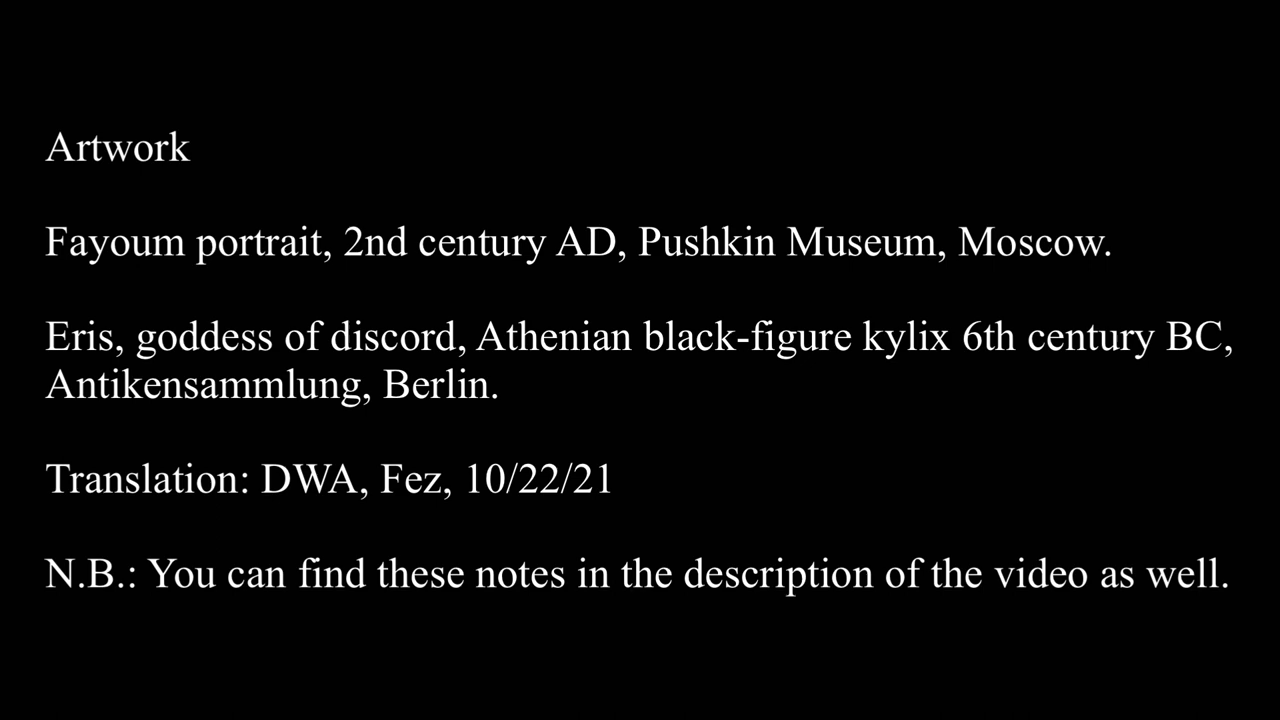 Artwork
Fayoum portrait, 2nd century AD, Pushkin Museum, Moscow.
Eris, goddess of discord, Athenian black-figure kylix 6th century BC,
Antikensammlung, Berlin.
Translation: DWA, Fez, 10/22/21
N.B.: You can find these notes in the description of the video as well.